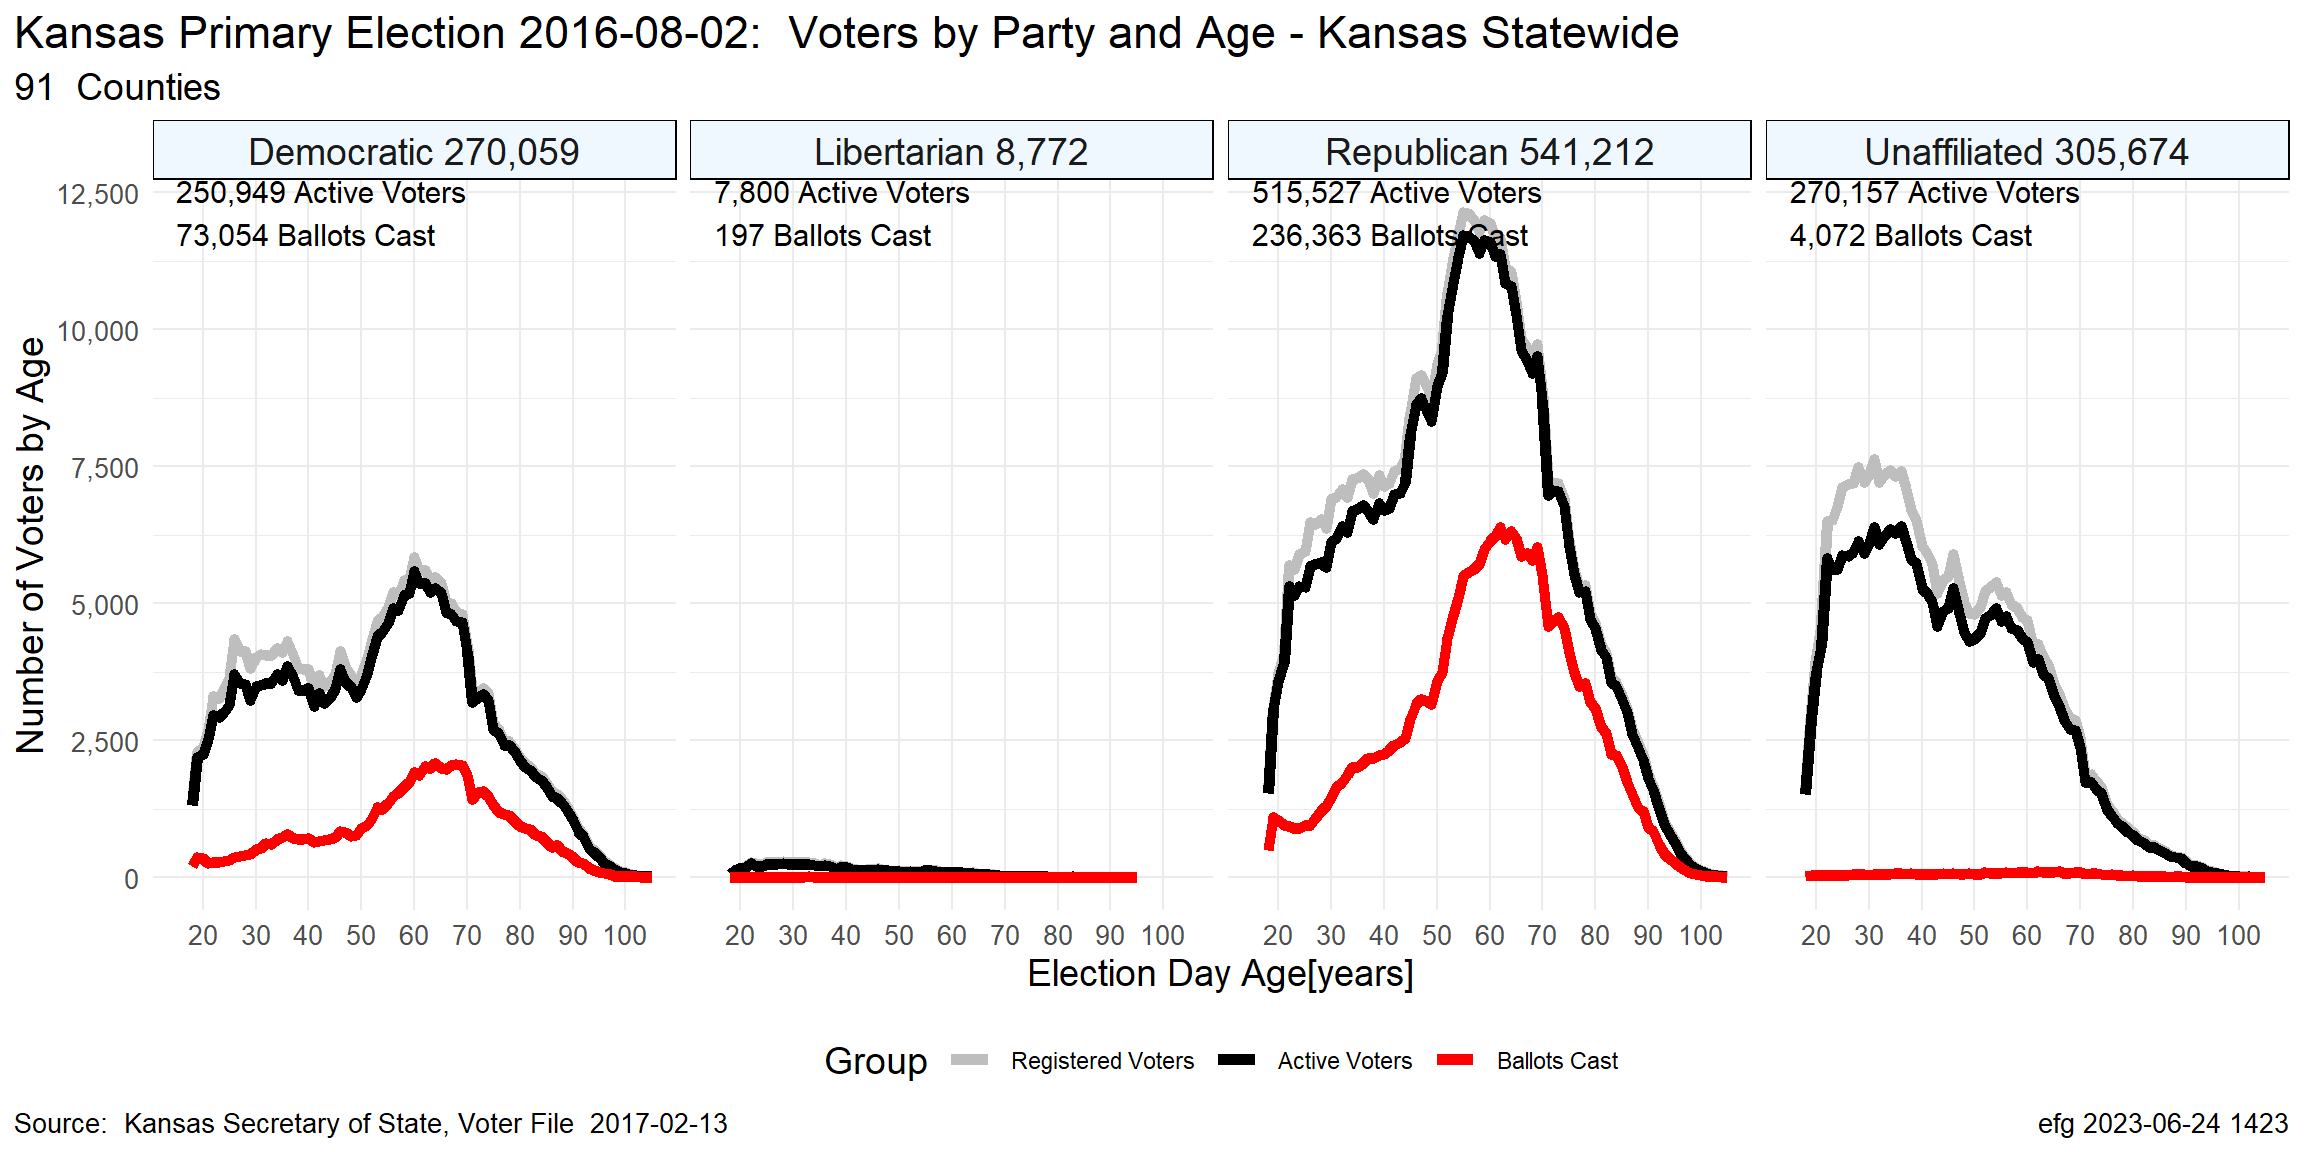 Kansas Primary Election 2016-08-02:  Voters by Party and Age - Kansas Statewide
91  Counties
Democratic 270,059
Libertarian 8,772
Republican 541,212
Unaffiliated 305,674
250,949 Active Voters
73,054 Ballots Cast
7,800 Active Voters
197 Ballots Cast
515,527 Active Voters
236,363 Ballots Cast
270,157 Active Voters
4,072 Ballots Cast
Number of Voters by Age
12,500
10,000
7,500
5,000
2,500
0
20 30 40 50 60 70 80 90 100
20 30 40 50 60 70 80 90 100
20 30 40 50 60 70 80 90 100
20 30 40 50 60 70 80 90 100
Election Day Age[years]
Group Registered Voters Active Voters Ballots Cast
Source:  Kansas Secretary of State, Voter File  2017-02-13
efg 2023-06-24 1423